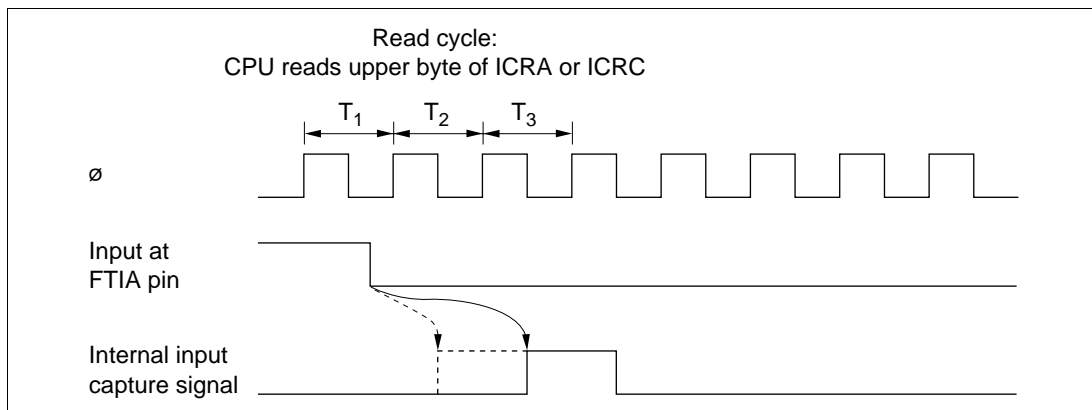 Read cycle:
CPU reads upper byte of ICRA or ICRC
T1 T2 T3
ø
Input at
FTIA pin
Internal input
capture signal